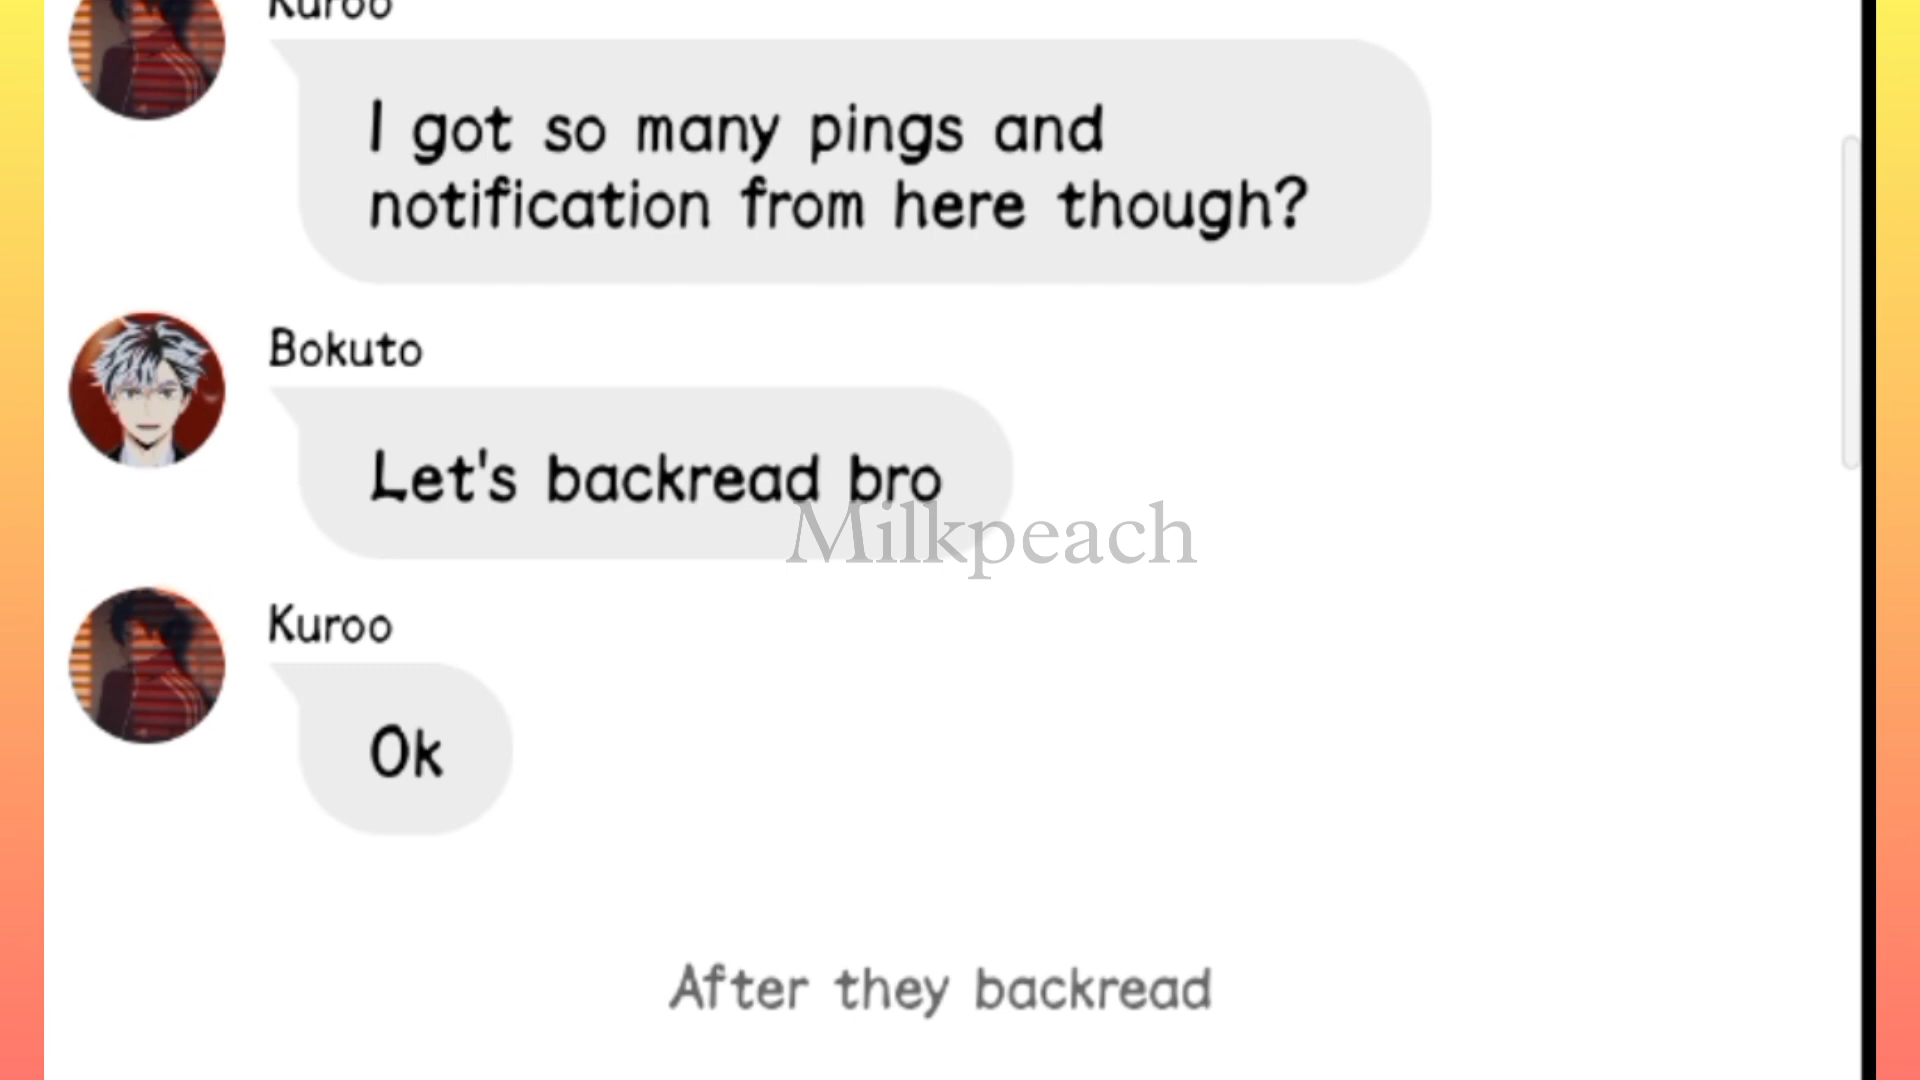 Kuroo
I got so many pings and
notification from here though?
Bokuto
Let's backread bro
Milkpeach
Kuroo
Ok
After they backread